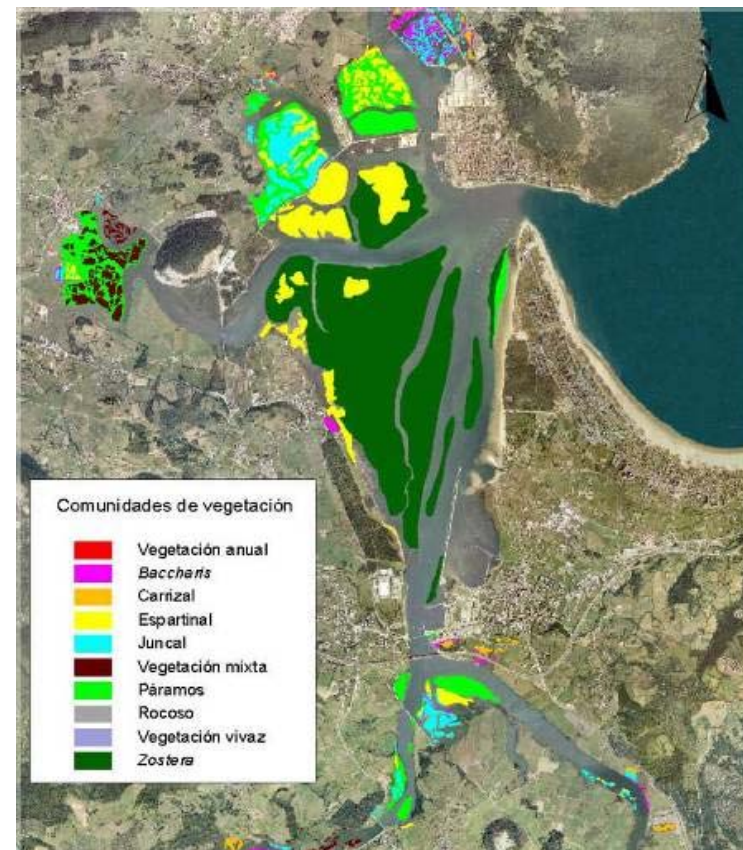 Comunidades de vegetación
Vegetación anual
Baccharis
Carrizal
Espartinal
Juncal
Vegetación mixta
Páramos
Rocoso
Vegetación vivaz
Zostera